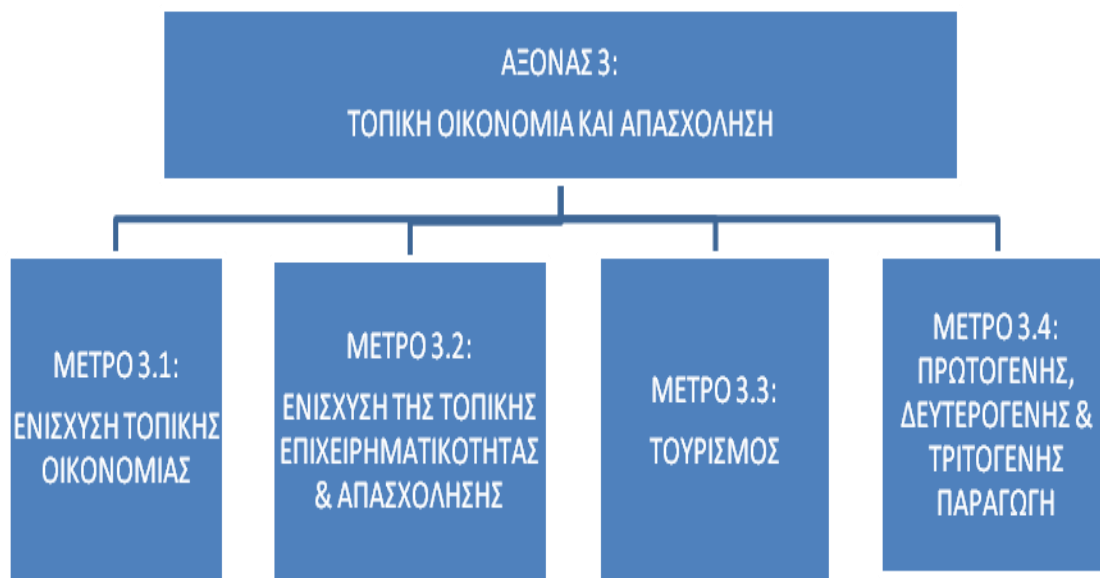 ΑΞΟΝΑΣ 3:
ΤΟΠΙΚΗ ΟΙΚΟΝΟΜΙΑ ΚΑΙ ΑΠΑΣΧΟΛΗΣΗ
ΜΕΤΡΟ 3.1:
ΕΝΙΣΧΥΣΗ ΤΟΠΙΚΗΣ
ΟΙΚΟΝΟΜΙΑΣ
ΜΕΤΡΟ 3.2:
ΕΝΙΣΧΥΣΗ ΤΗΣ ΤΟΠΙΚΗΣ
ΕΠΙΧΕΙΡΗΜΑΤΙΚΟΤΗΤΑΣ
& ΑΠΑΣΧΟΛΗΣΗΣ
ΜΕΤΡΟ 3.3:
ΤΟΥΡΙΣΜΟΣ
ΜΕΤΡΟ 3.4:
ΠΡΩΤΟΓΕΝΗΣ,
ΔΕΥΤΕΡΟΓΕΝΗΣ &
ΤΡΙΤΟΓΕΝΗΣ
ΠΑΡΑΓΩΓΗ